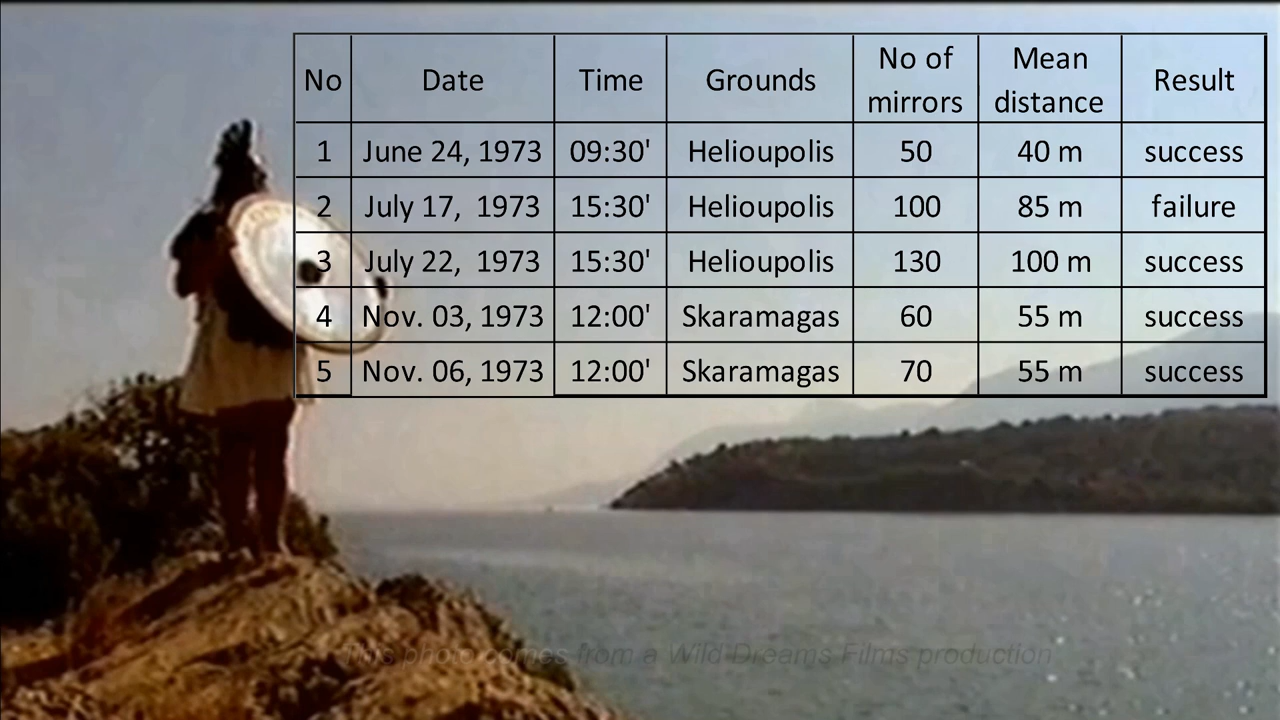 No Date Time Grounds No of mirrors Mean distance Result
1 June 24, 1973 09:30' Helioupolis 50 40 m success
2 July 17, 1973 15:30' Helioupolis 100 85 m failure
3 July 22, 1973 15:30' Helioupolis 130 100 m success
4 Nov. 03, 1973 12:00' Skaramagas 60 55 m success
5 Nov. 06, 1973 12:00' Skaramagas 70 55 m success
This photo comes from a Wild Dreams Films production